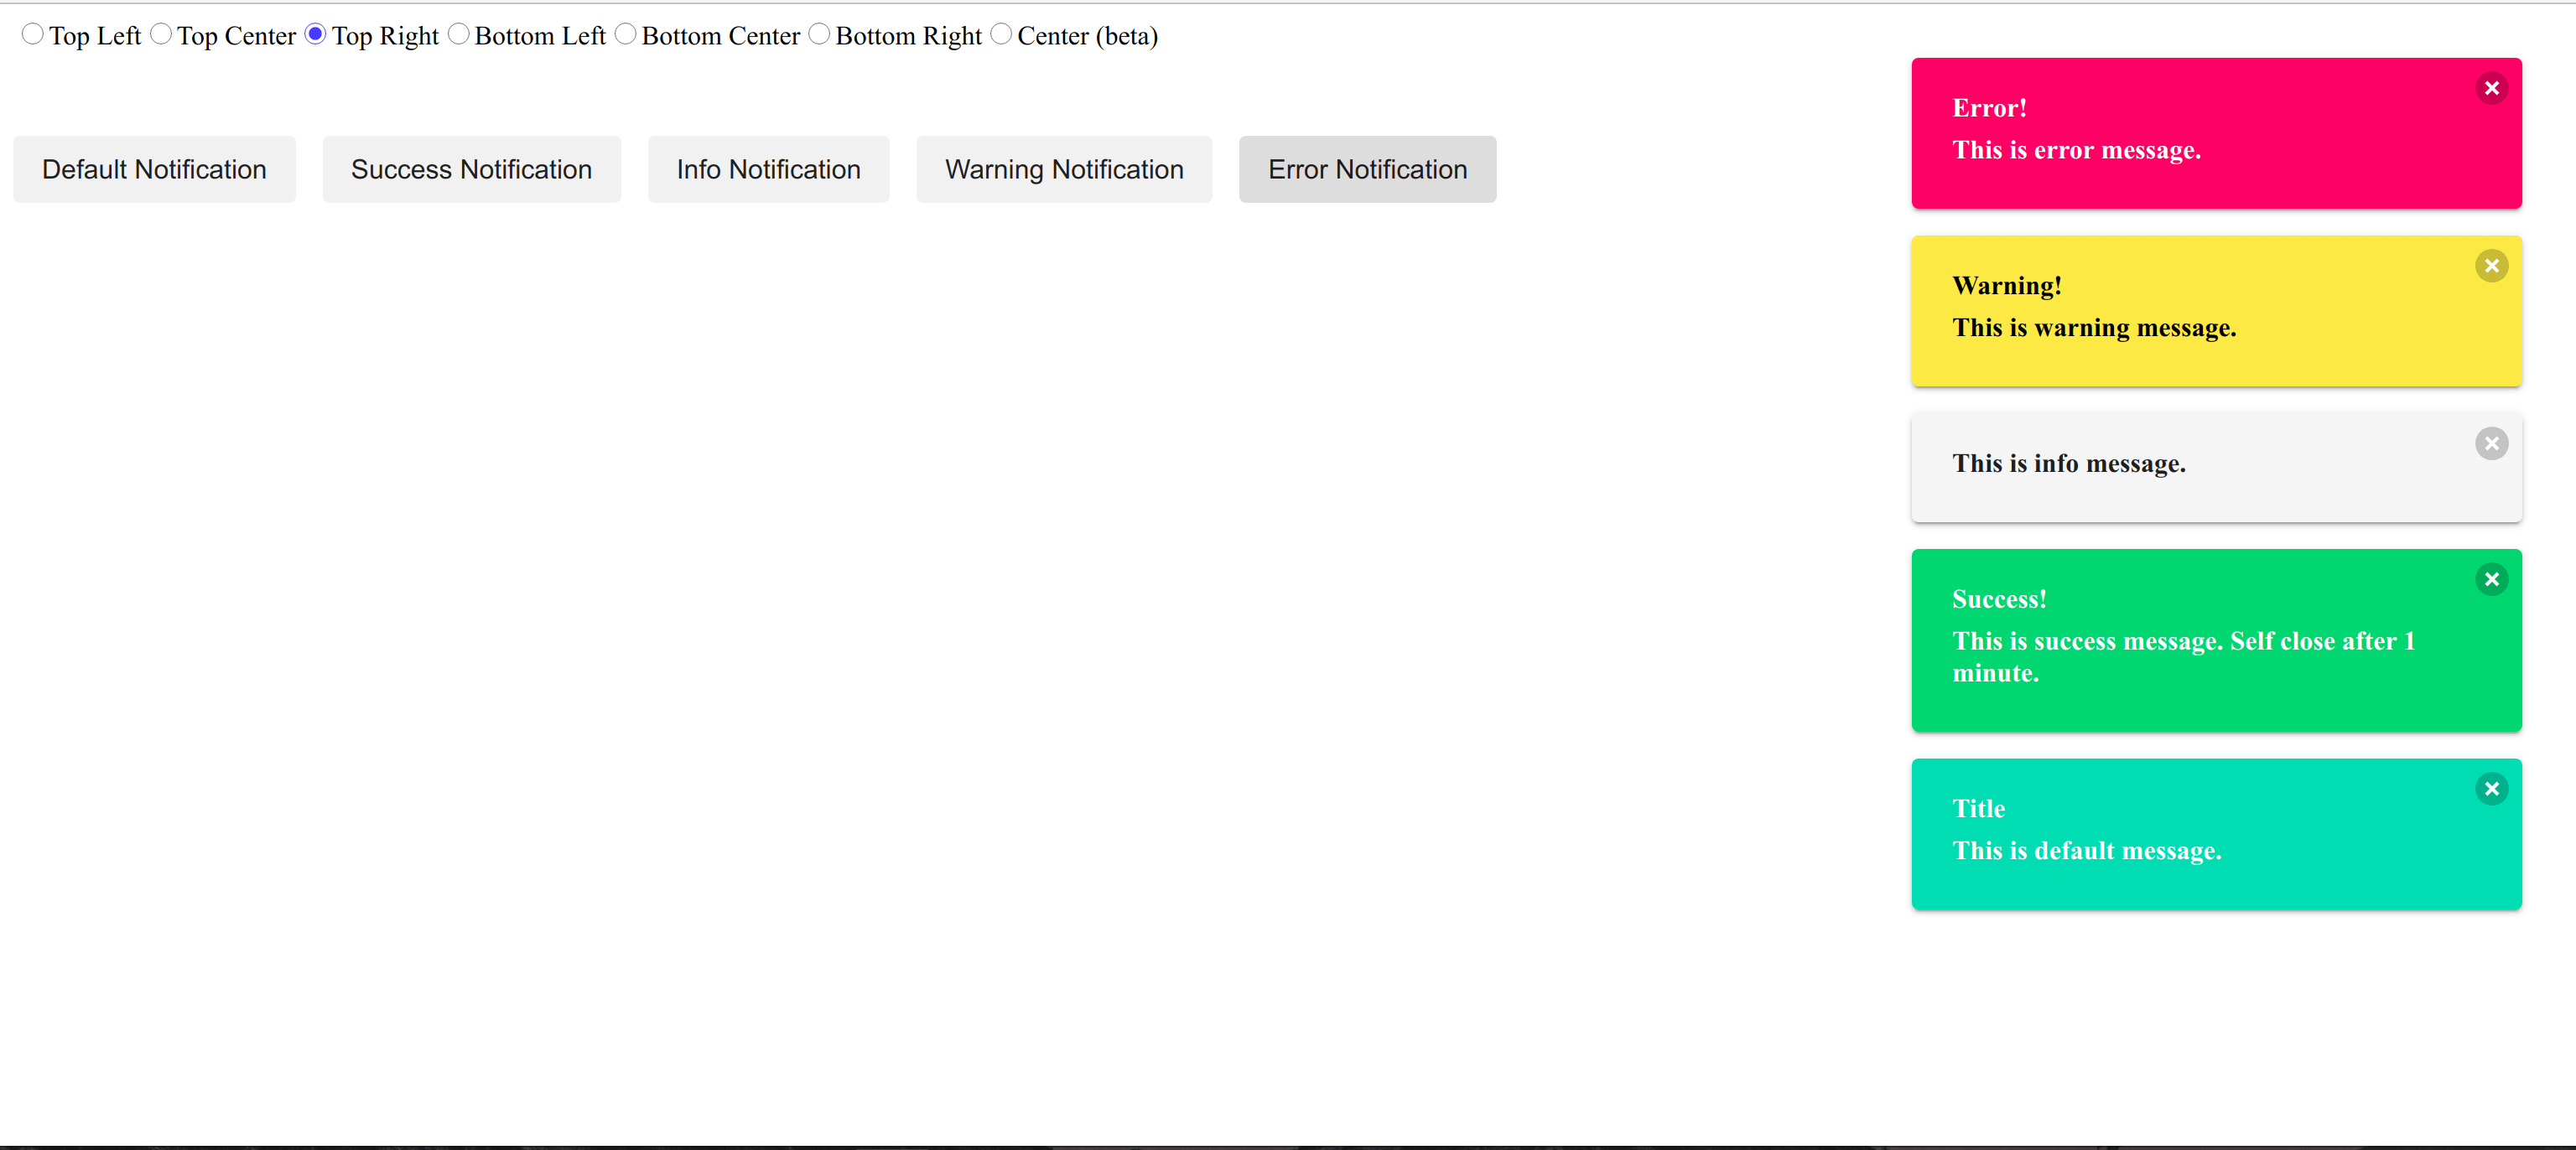 Top Left Top Center Top Right Bottom Left Bottom Center Bottom Right Center (beta)
Default Notification Success Notification Info Notification Warning Notification Error Notification
Error!
This is error message.
Warning!
This is warning message.
This is info message.
Success!
This is success message. Self close after 1
minute.
Title
This is default message.